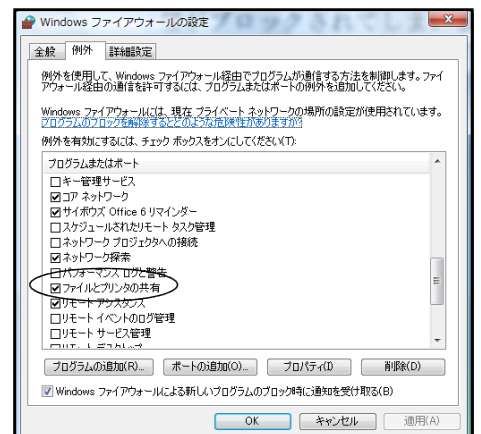 Windows ファイアウォールの設定
全般 例外 詳細設定
例外を使用して、Windows ファイアウォール経由でプログラムが通信する方法を制御します。ファイ
アウォール経由の通信を許可するには、プログラムまたはポートの例外を追加してください。
Windows ファイアウォールには、現在 プライベート ネットワークの場所の設定が使用されています。
プログラムのブロックを解除するとどのような危険性がありますか?
例外を有効にするには、チェック ボックスをオンにしてください(T):
プログラムまたはポート
キー管理サービス
コア ネットワーク
サイボウズ Office 6 リマインダー
スケジュールされたリモート タスク管理
ネットワーク プロジェクタへの接続
ネットワーク探索
パフォーマンス ログと警告
ファイルとプリンタの共有
リモート アシスタンス
リモート イベントのログ管理
リモート サービス管理
リモート デスクトップ
プログラムの追加(R)... ポートの追加(O)... プロパティ(I) 削除(D)
Windows ファイアウォールによる新しいプログラムのブロック時に通知を受け取る(B)
OK キャンセル 適用(A)